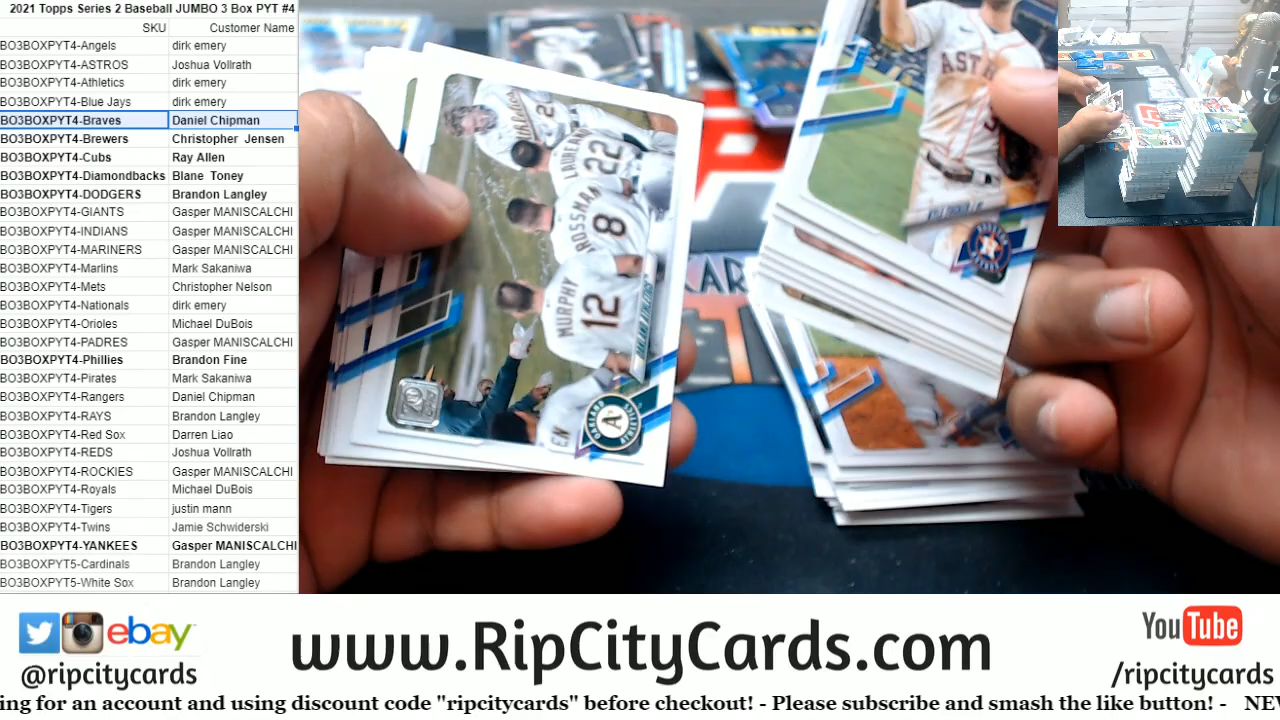 2021 Topps Series 2 Baseball JUMBO 3 Box PYT #4
SKU Customer Name
BO3BOXPYT4-Angels dirk emery
BO3BOXPYT4-ASTROS Joshua Vollrath
BO3BOXPYT4-Athletics dirk emery
BO3BOXPYT4-Blue Jays dirk emery
BO3BOXPYT4-Braves Daniel Chipman
BO3BOXPYT4-Brewers Christopher Jensen
BO3BOXPYT4-Cubs Ray Allen
BO3BOXPYT4-Diamondbacks Blane Toney
BO3BOXPYT4-DODGERS Brandon Langley
BO3BOXPYT4-GIANTS Gasper MANISCALCHI
BO3BOXPYT4-INDIANS Gasper MANISCALCHI
BO3BOXPYT4-MARINERS Gasper MANISCALCHI
BO3BOXPYT4-Marlins Mark Sakaniwa
BO3BOXPYT4-Mets Christopher Nelson
BO3BOXPYT4-Nationals dirk emery
BO3BOXPYT4-Orioles Michael DuBois
BO3BOXPYT4-PADRES Gasper MANISCALCHI
BO3BOXPYT4-Phillies Brandon Fine
BO3BOXPYT4-Pirates Mark Sakaniwa
BO3BOXPYT4-Rangers Daniel Chipman
BO3BOXPYT4-RAYS Brandon Langley
BO3BOXPYT4-Red Sox Darren Liao
BO3BOXPYT4-REDS Joshua Vollrath
BO3BOXPYT4-ROCKIES Gasper MANISCALCHI
BO3BOXPYT4-Royals Michael DuBois
BO3BOXPYT4-Tigers justin mann
BO3BOXPYT4-Twins Jamie Schwiderski
BO3BOXPYT4-YANKEES Gasper MANISCALCHI
BO3BOXPYT5-Cardinals Brandon Langley
BO3BOXPYT5-White Sox Brandon Langley
22
GROSSMAN
8
MURPHY
12
OAKLAND ATHLETICS
A's
EN
70
AST
CAR
ebay
@ripcitycards
www.RipCityCards.com
YouTube
/ripcitycards
ing for an account and using discount code "ripcitycards" before checkout! - Please subscribe and smash the like button! - NEV